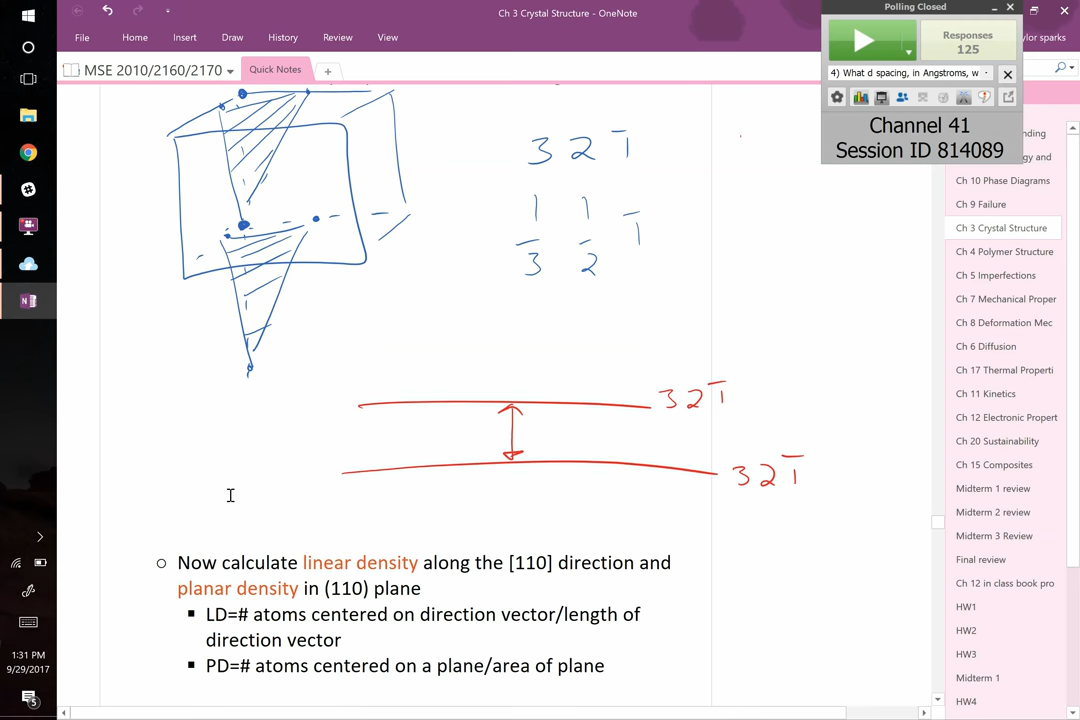 Ch 3 Crystal Structure - OneNote
File Home Insert Draw History Review View
MSE 2010/2160/2170
Quick Notes
Polling Closed
Responses
125
4) What d spacing, in Angstroms, w
Channel 41
Session ID 814089
ylor sparks
3 2 1̅
1 1 1̅
3 2
3 2 1̅
3 2 1̅
Now calculate linear density along the [110] direction and
planar density in (110) plane
LD=# atoms centered on direction vector/length of
direction vector
PD=# atoms centered on a plane/area of plane
nding
gy and
Ch 10 Phase Diagrams
Ch 9 Failure
Ch 3 Crystal Structure
Ch 4 Polymer Structure
Ch 5 Imperfections
Ch 7 Mechanical Proper
Ch 8 Deformation Mec
Ch 6 Diffusion
Ch 17 Thermal Properti
Ch 11 Kinetics
Ch 12 Electronic Propert
Ch 20 Sustainability
Ch 15 Composites
Midterm 1 review
Midterm 2 review
Midterm 3 Review
Final review
Ch 12 in class book pro
HW1
HW2
HW3
Midterm 1
HW4
1:31 PM
9/29/2017
5